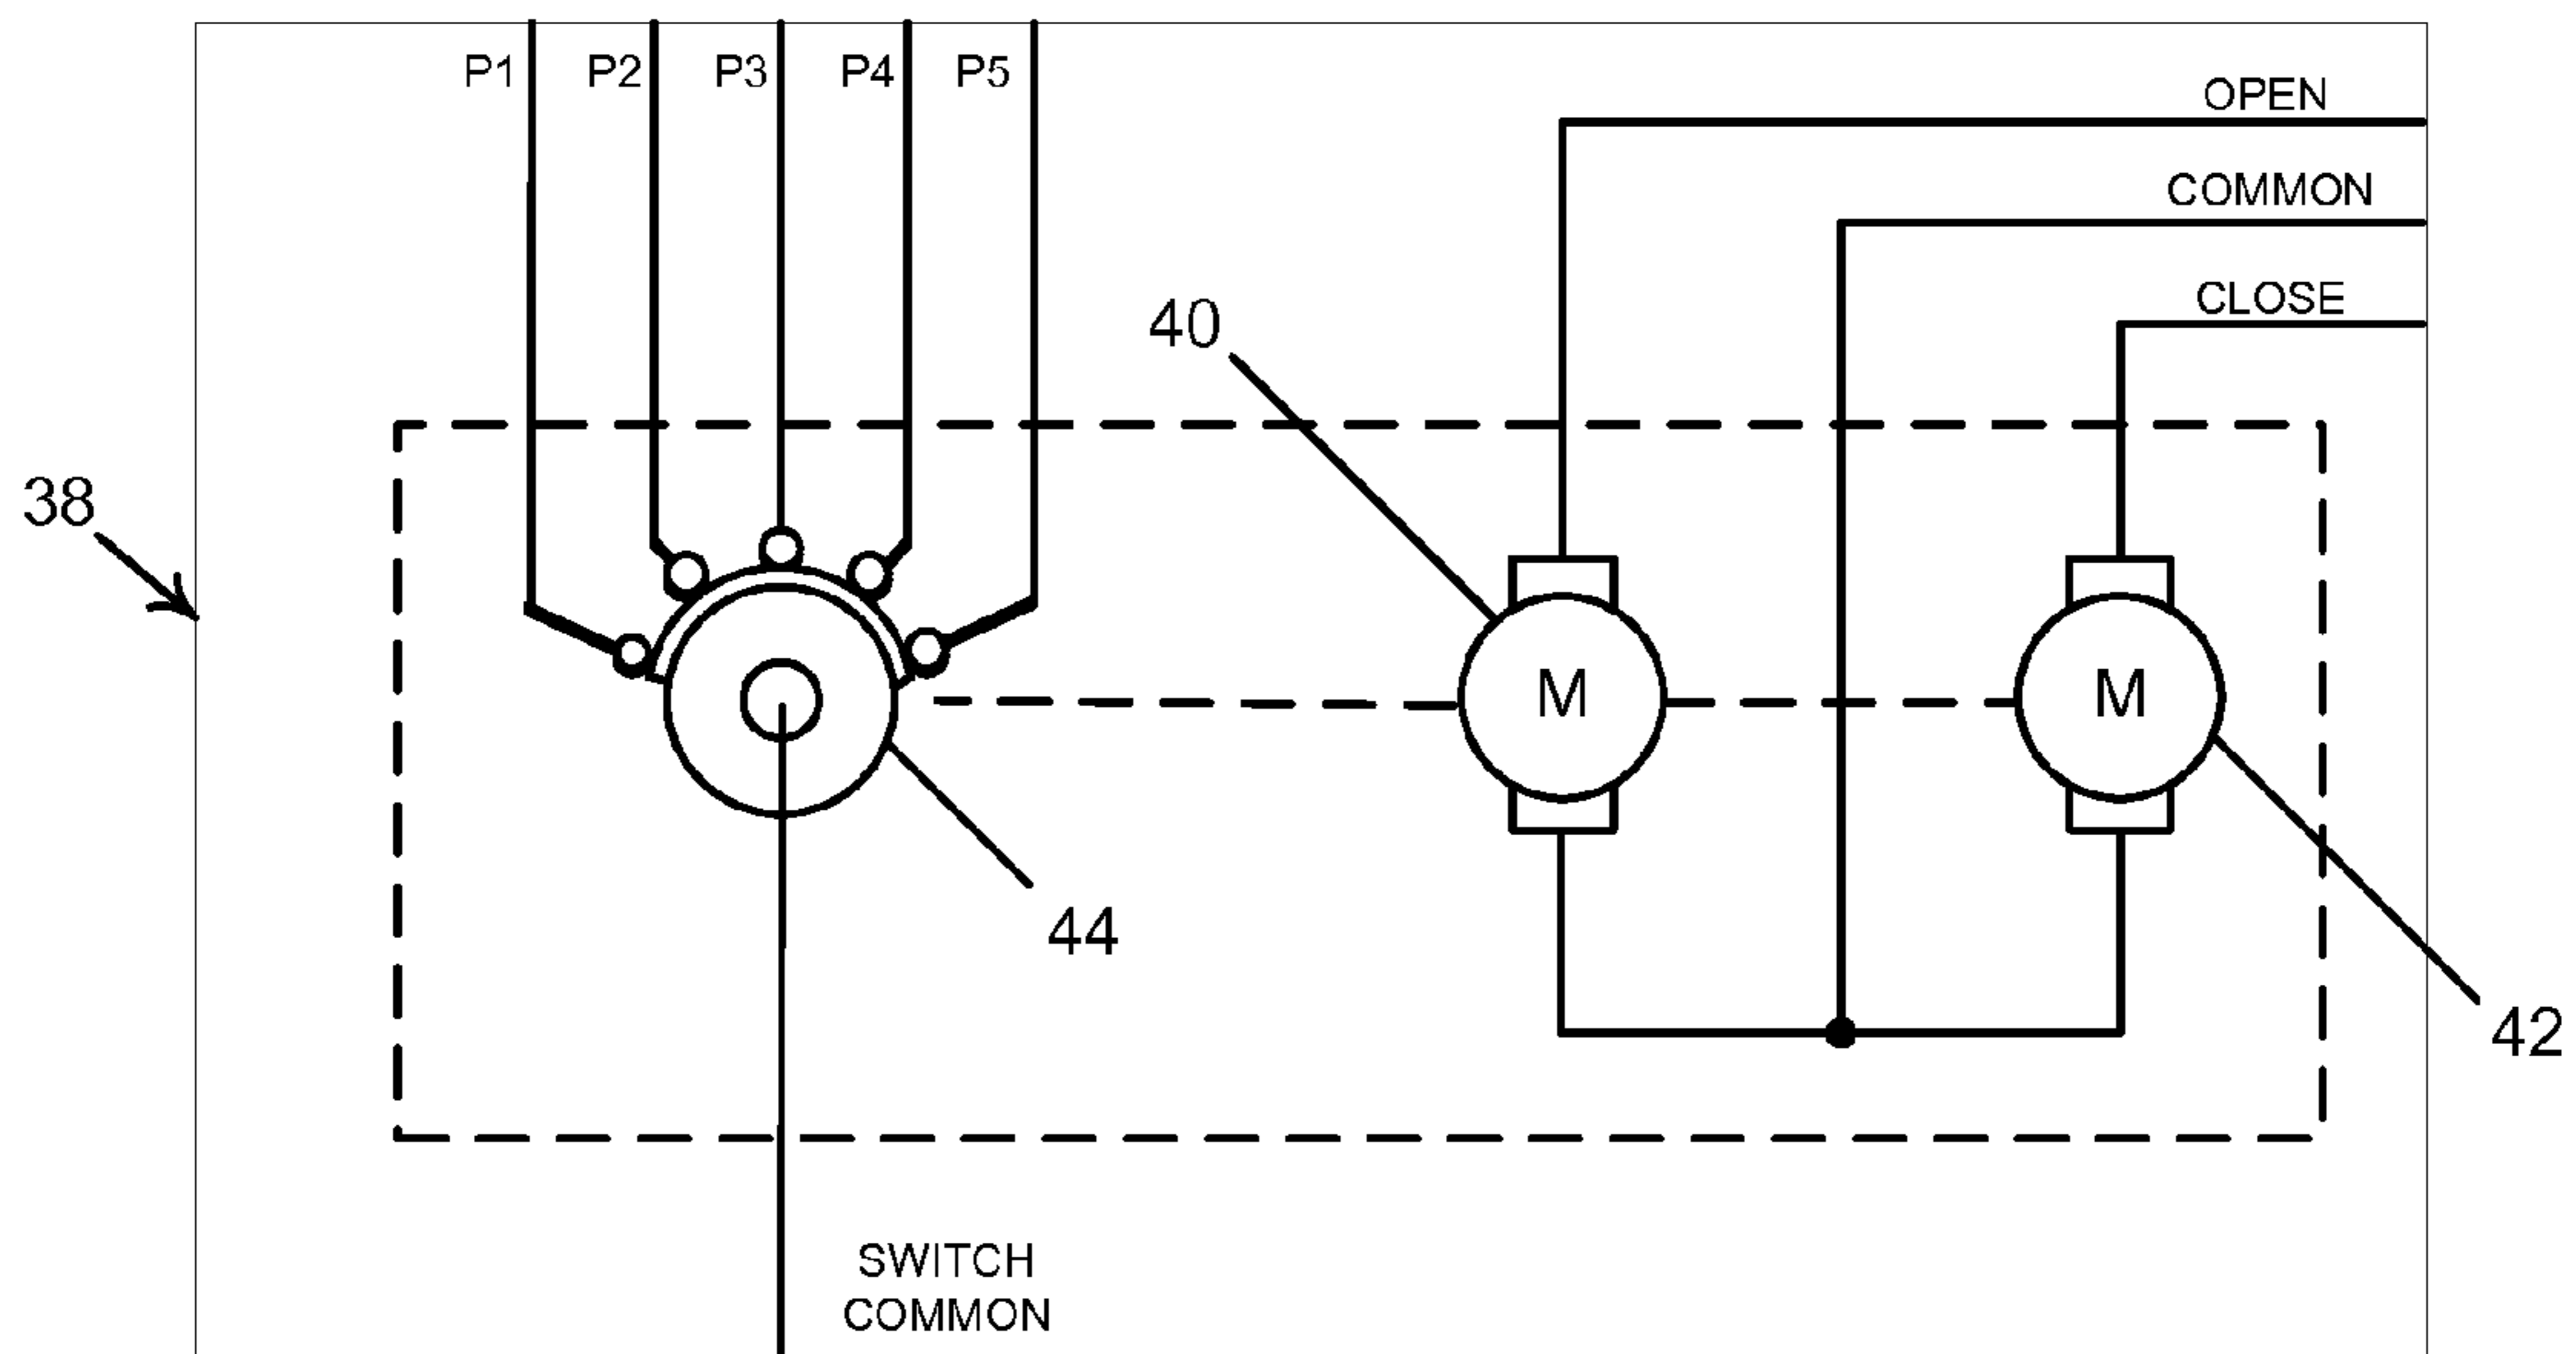 P1 P2 P3 P4 P5
OPEN
COMMON
CLOSE
40
38
M M
44
42
SWITCH
COMMON